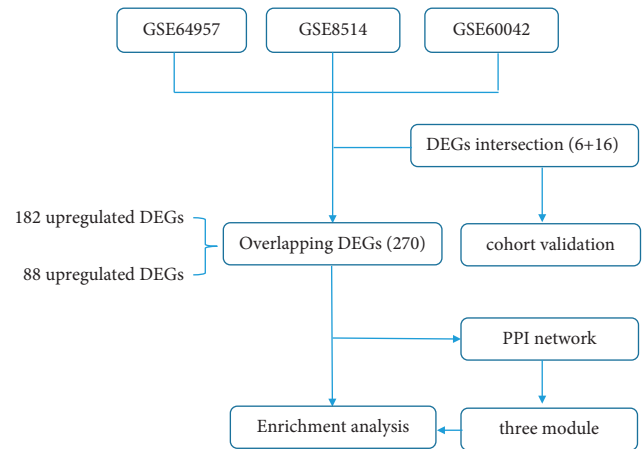 GSE64957
GSE8514
GSE60042
DEGs intersection (6+16)
182 upregulated DEGs
Overlapping DEGs (270)
cohort validation
88 upregulated DEGs
PPI network
Enrichment analysis
three module